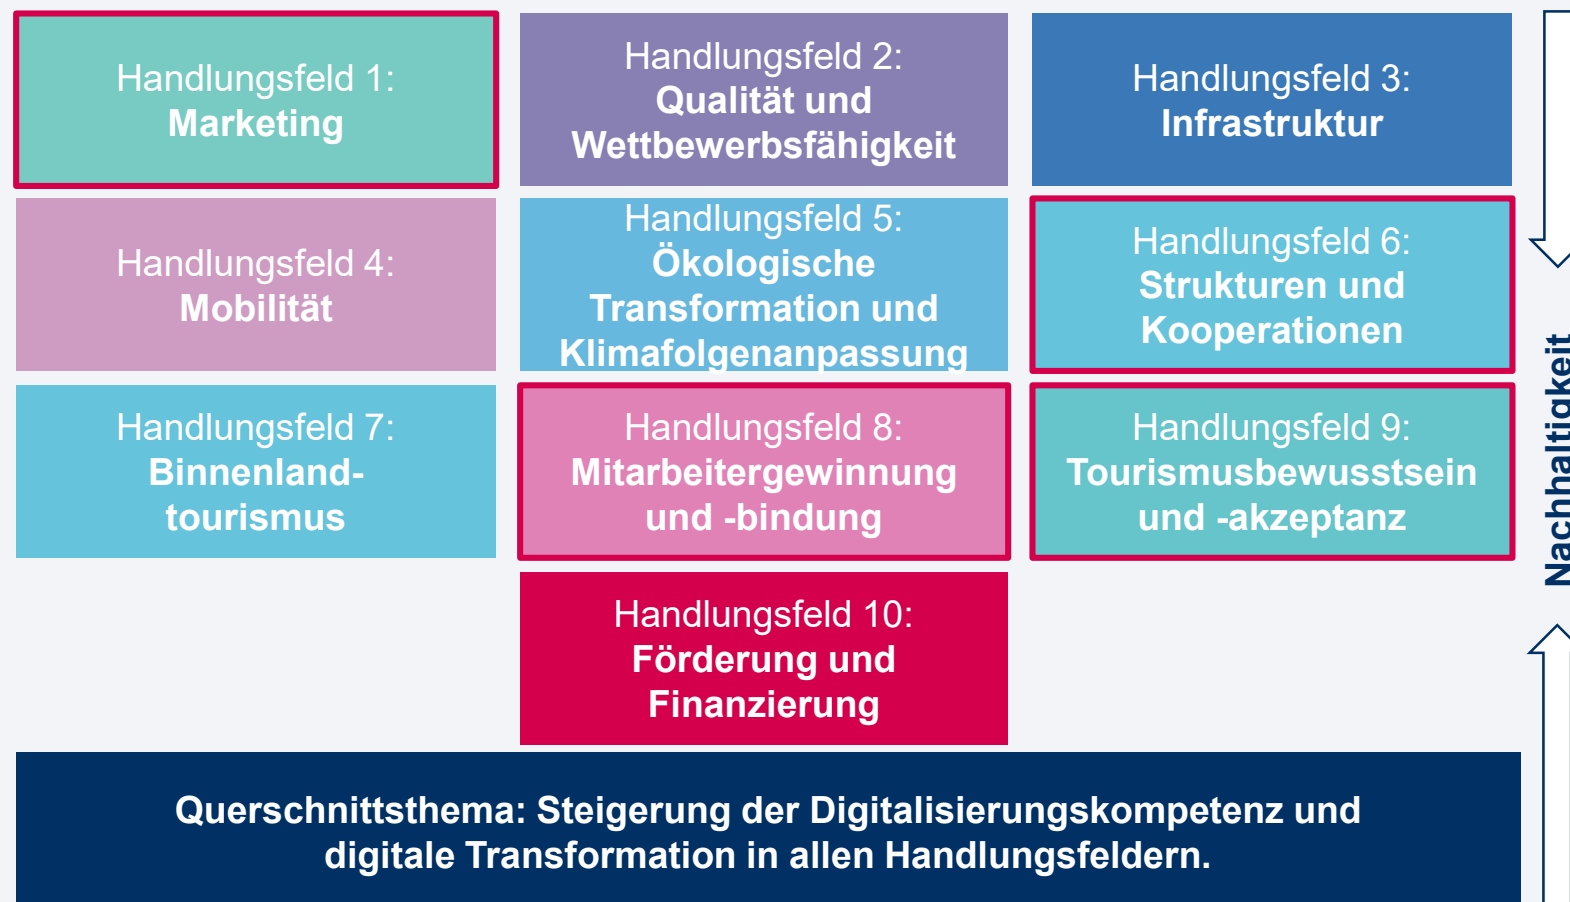 Handlungsfeld 1:
Marketing
Handlungsfeld 2:
Qualität und
Wettbewerbsfähigkeit
Handlungsfeld 3:
Infrastruktur
Handlungsfeld 4:
Mobilität
Handlungsfeld 5:
Ökologische
Transformation und
Klimafolgenanpassung
Handlungsfeld 6:
Strukturen und
Kooperationen
Handlungsfeld 7:
Binnenland-
tourismus
Handlungsfeld 8:
Mitarbeitergewinnung
und -bindung
Handlungsfeld 9:
Tourismusbewusstsein
und -akzeptanz
Handlungsfeld 10:
Förderung und
Finanzierung
Querschnittsthema: Steigerung der Digitalisierungskompetenz und
digitale Transformation in allen Handlungsfeldern.
Nachhaltigkeit